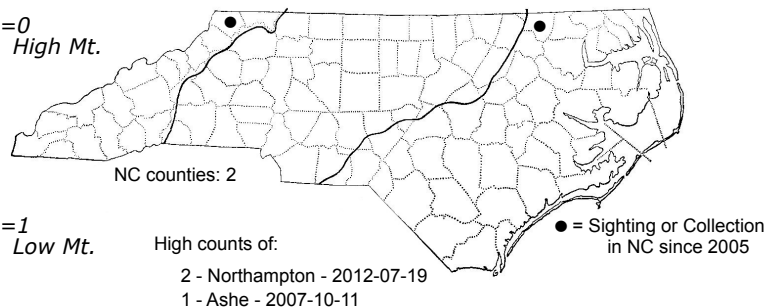 =0
High Mt.
NC counties: 2
=1
Low Mt.
High counts of:
2 - Northampton - 2012-07-19
1 - Ashe - 2007-10-11
● = Sighting or Collection
in NC since 2005